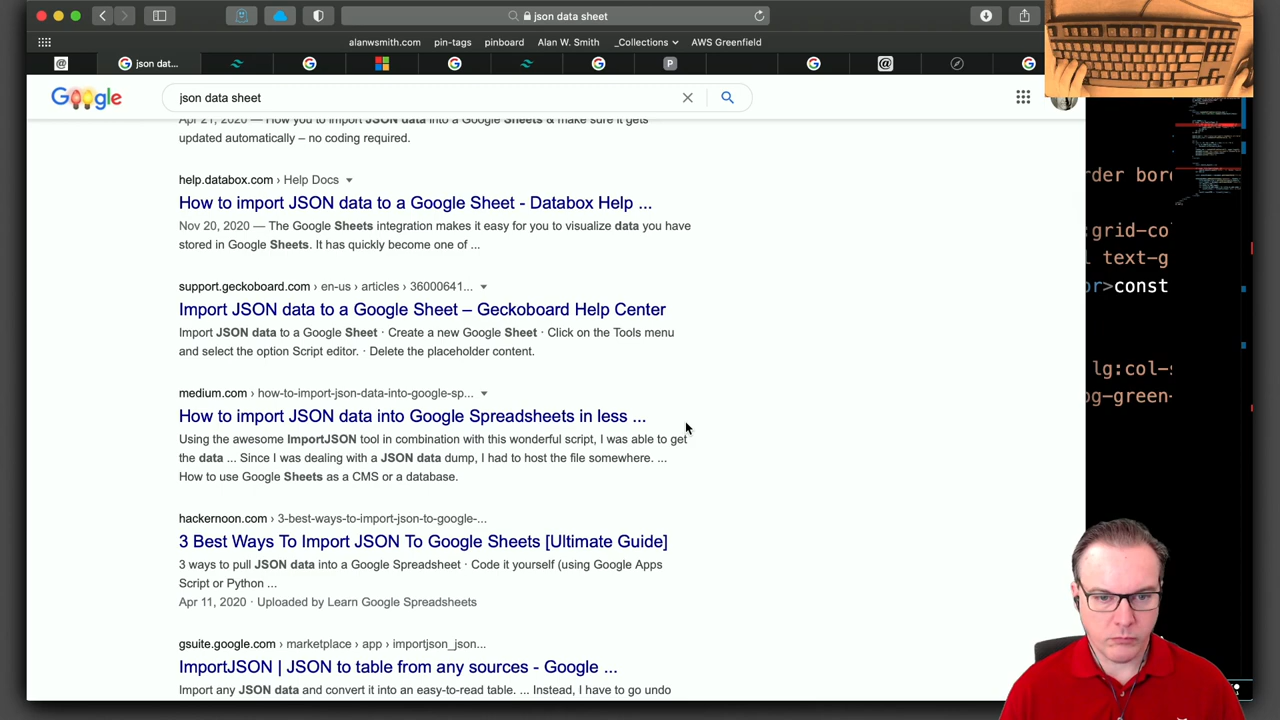 json data sheet
alanwsmith.com pin-tags pinboard Alan W. Smith _Collections AWS Greenfield
json dat...
Google
json data sheet
Apr 21, 2020 — How you to import JSON data into a Google Sheets & make sure it gets
updated automatically – no coding required.
help.databox.com › Help Docs
How to import JSON data to a Google Sheet - Databox Help ...
Nov 20, 2020 — The Google Sheets integration makes it easy for you to visualize data you have
stored in Google Sheets. It has quickly become one of ...
support.geckoboard.com › en-us › articles › 36000641...
Import JSON data to a Google Sheet – Geckoboard Help Center
Import JSON data to a Google Sheet · Create a new Google Sheet · Click on the Tools menu
and select the option Script editor. · Delete the placeholder content.
medium.com › how-to-import-json-data-into-google-sp...
How to import JSON data into Google Spreadsheets in less ...
Using the awesome ImportJSON tool in combination with this wonderful script, I was able to get
the data ... Since I was dealing with a JSON data dump, I had to host the file somewhere. ...
How to use Google Sheets as a CMS or a database.
hackernoon.com › 3-best-ways-to-import-json-to-google-...
3 Best Ways To Import JSON To Google Sheets [Ultimate Guide]
3 ways to pull JSON data into a Google Spreadsheet · Code it yourself (using Google Apps
Script or Python ...
Apr 11, 2020 · Uploaded by Learn Google Spreadsheets
gsuite.google.com › marketplace › app › importjson_json...
ImportJSON | JSON to table from any sources - Google ...
Import any JSON data and convert it into an easy-to-read table. ... Instead, I have to go undo
rder bord
:grid-co
l text-g
or>const
lg:col-s
og-green-